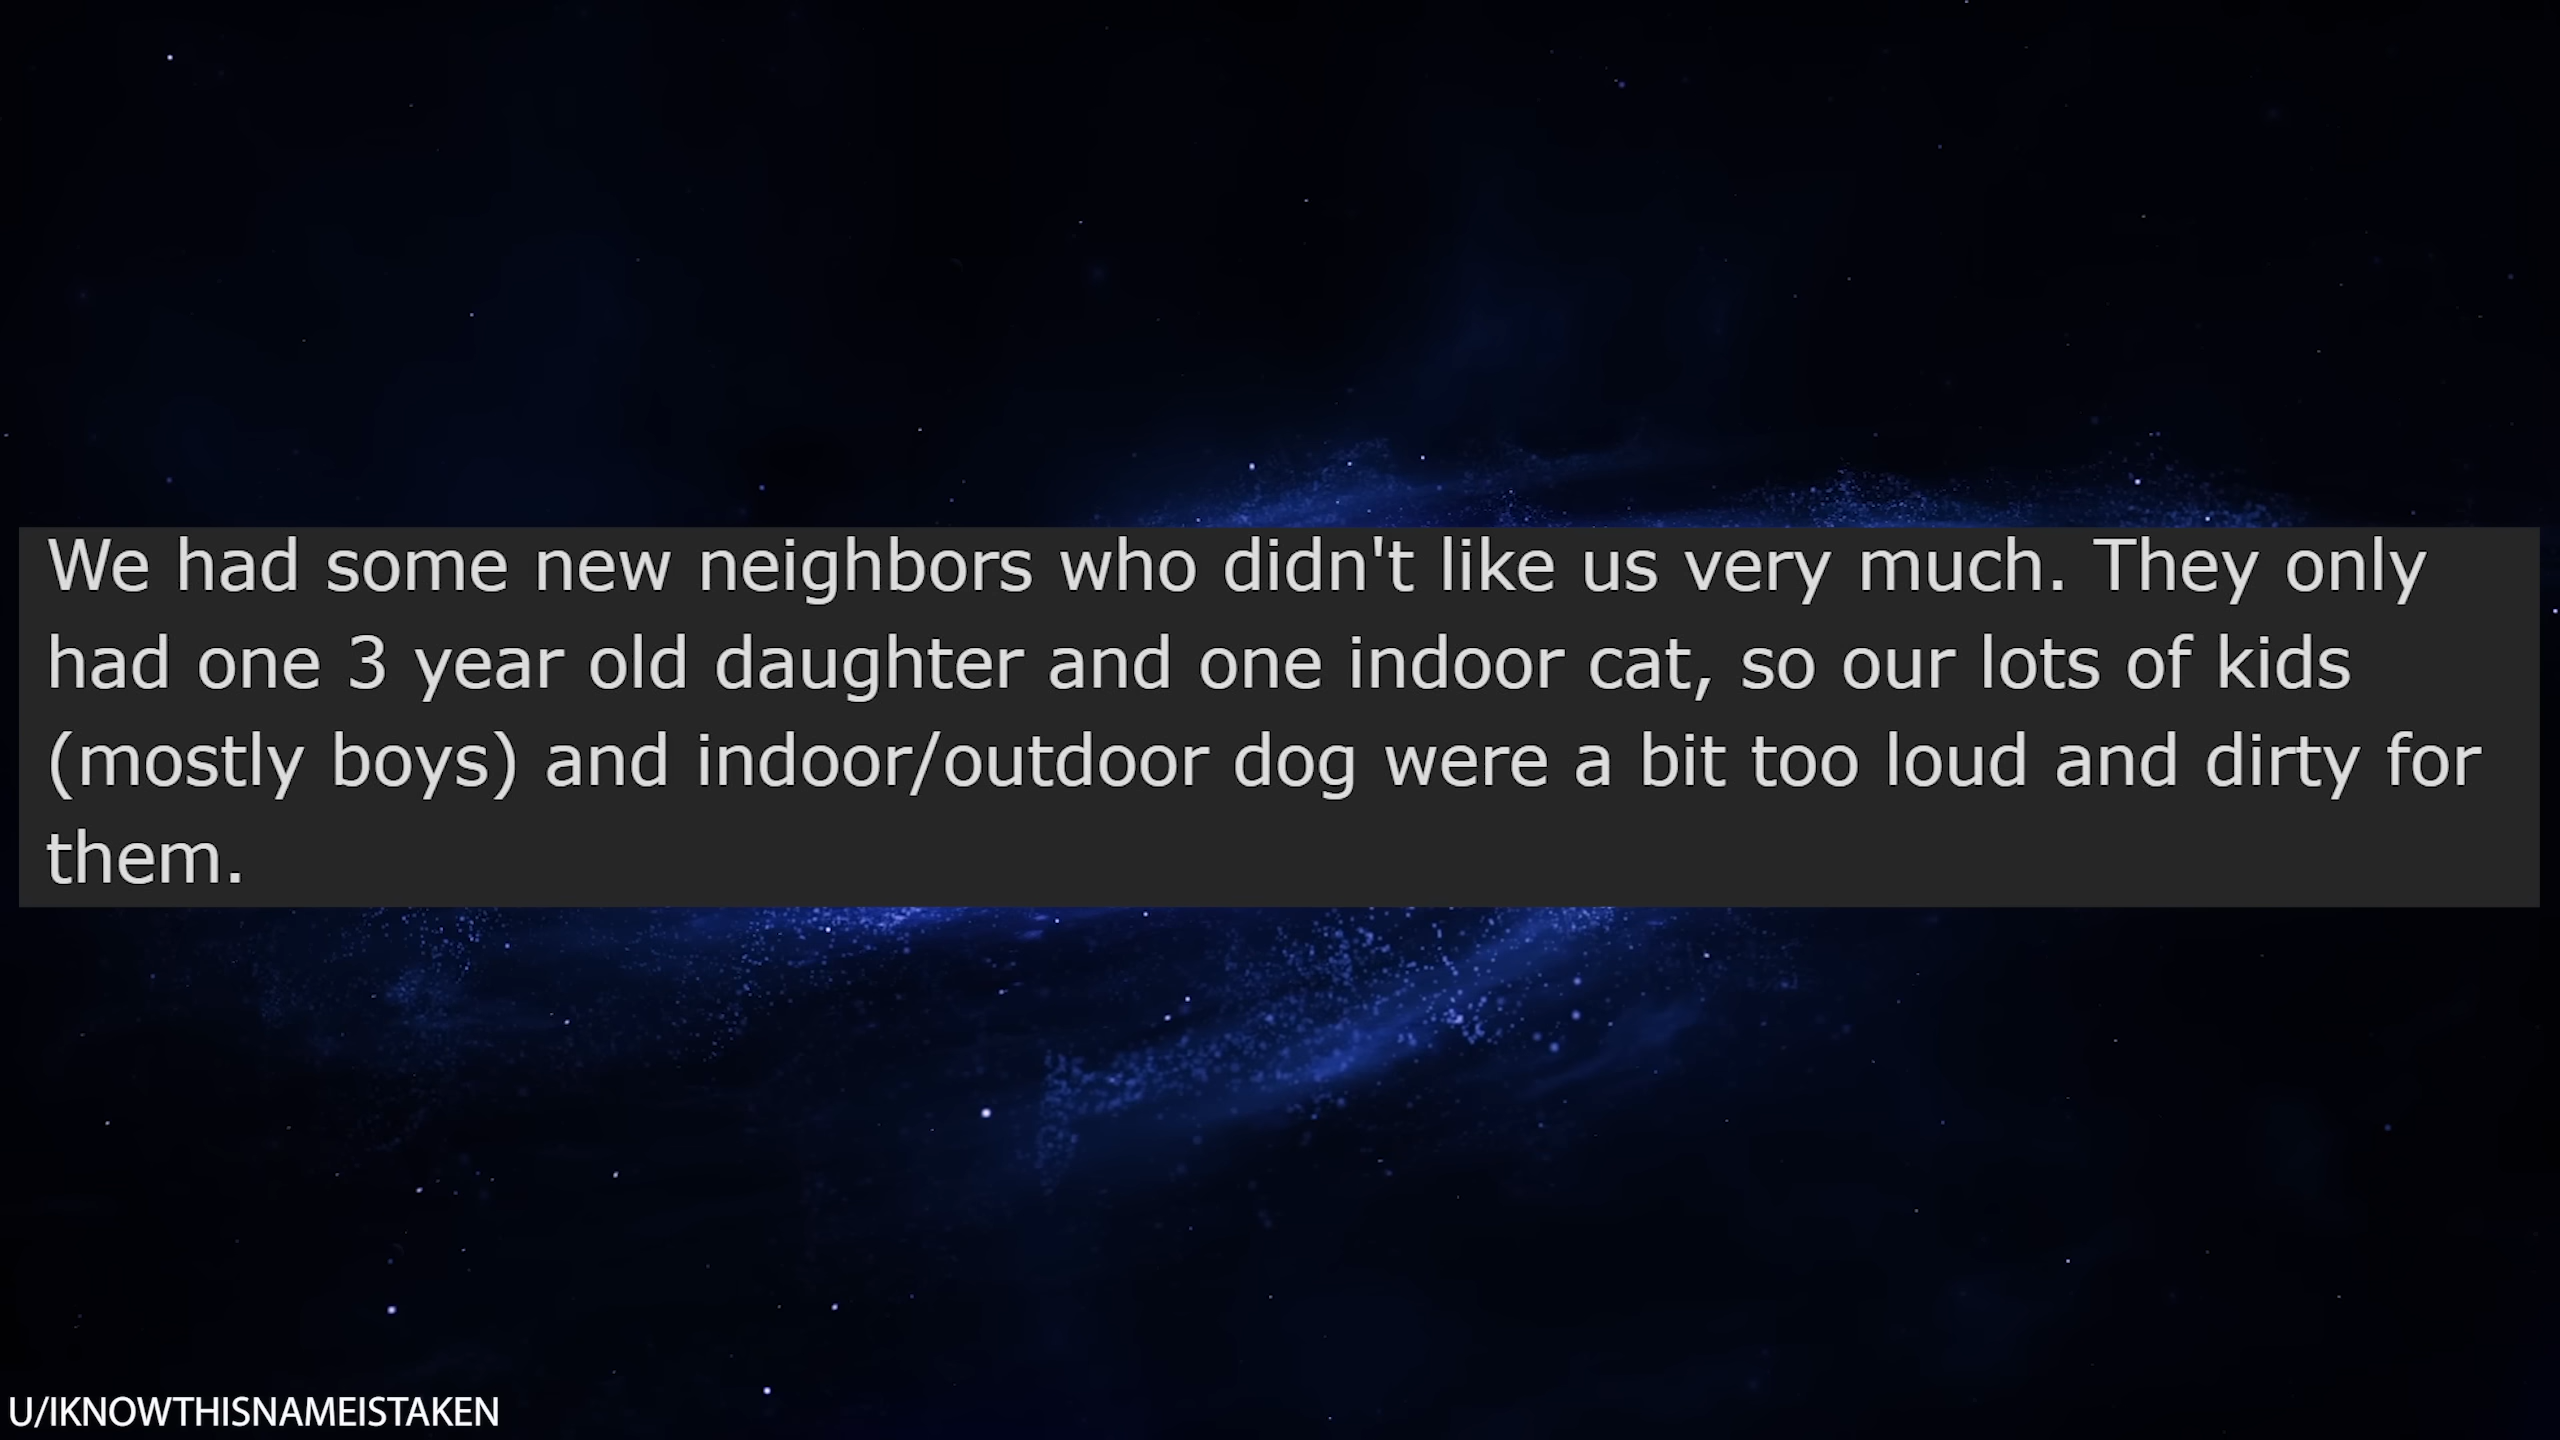 We had some new neighbors who didn't like us very much. They only
had one 3 year old daughter and one indoor cat, so our lots of kids
(mostly boys) and indoor/outdoor dog were a bit too loud and dirty for
them.
U/IKNOWTHISNAMEISTAKEN